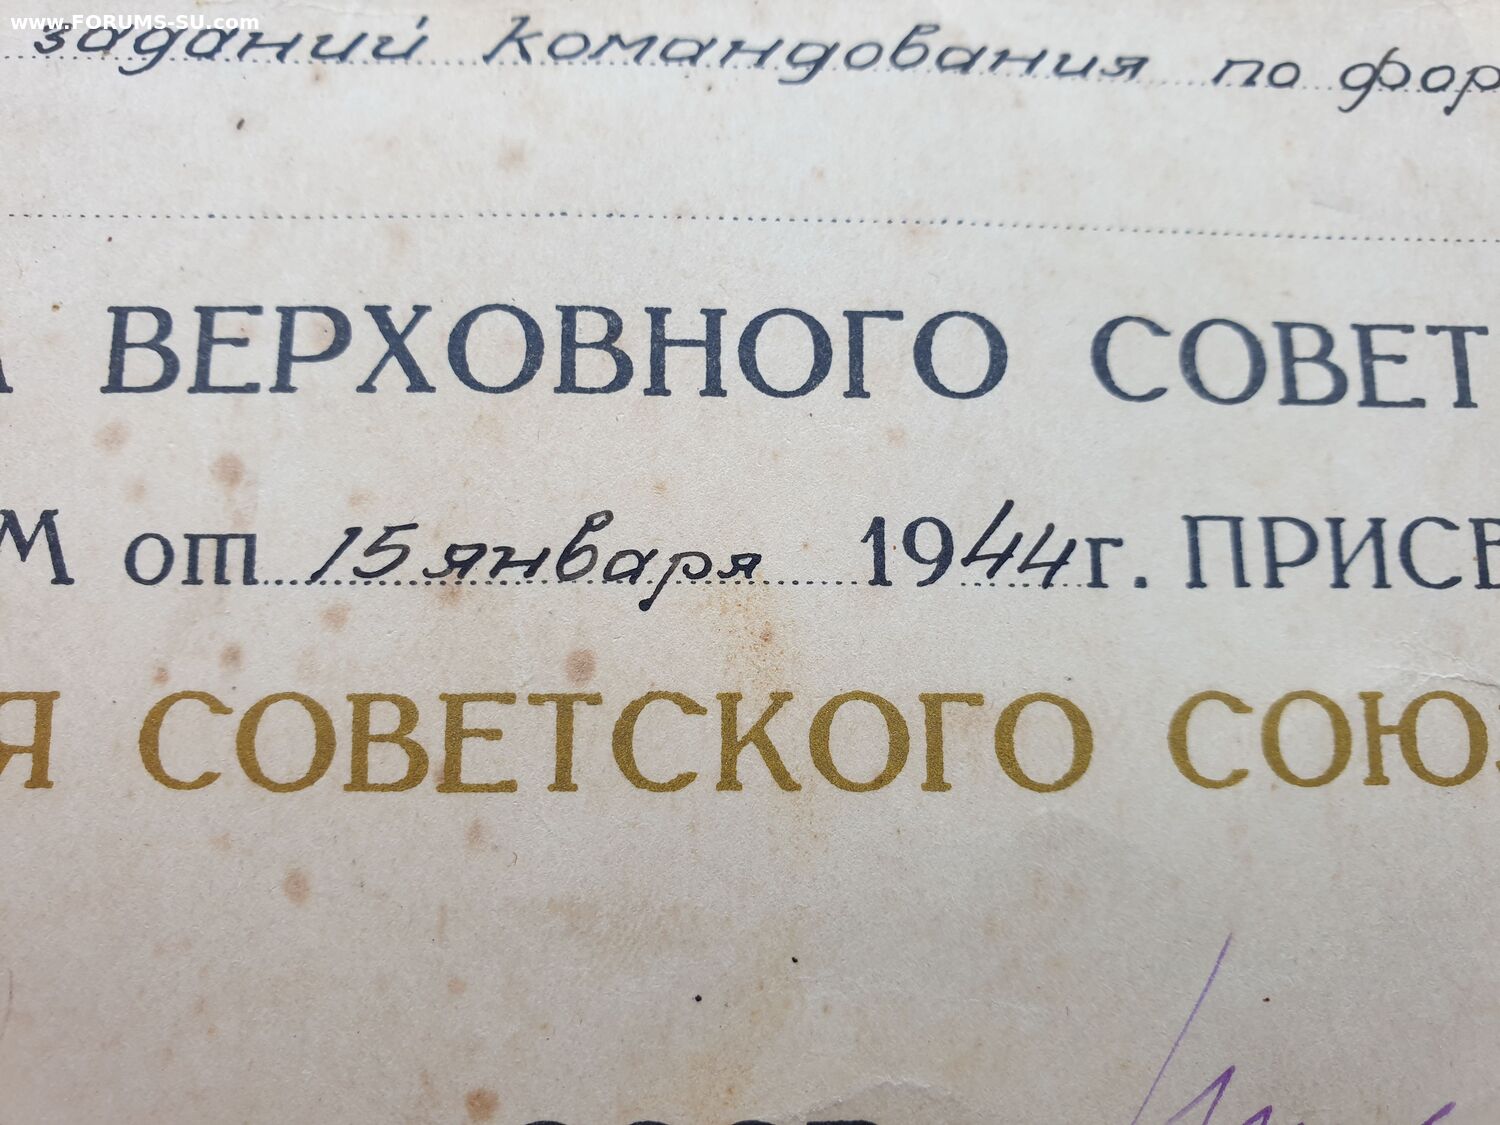 www.FORUMS-SU.com
заданий командования по фор
ВЕРХОВНОГО СОВЕТ
М от 15 января 1944г. ПРИСВ
Я СОВЕТСКОГО СОЮЗ